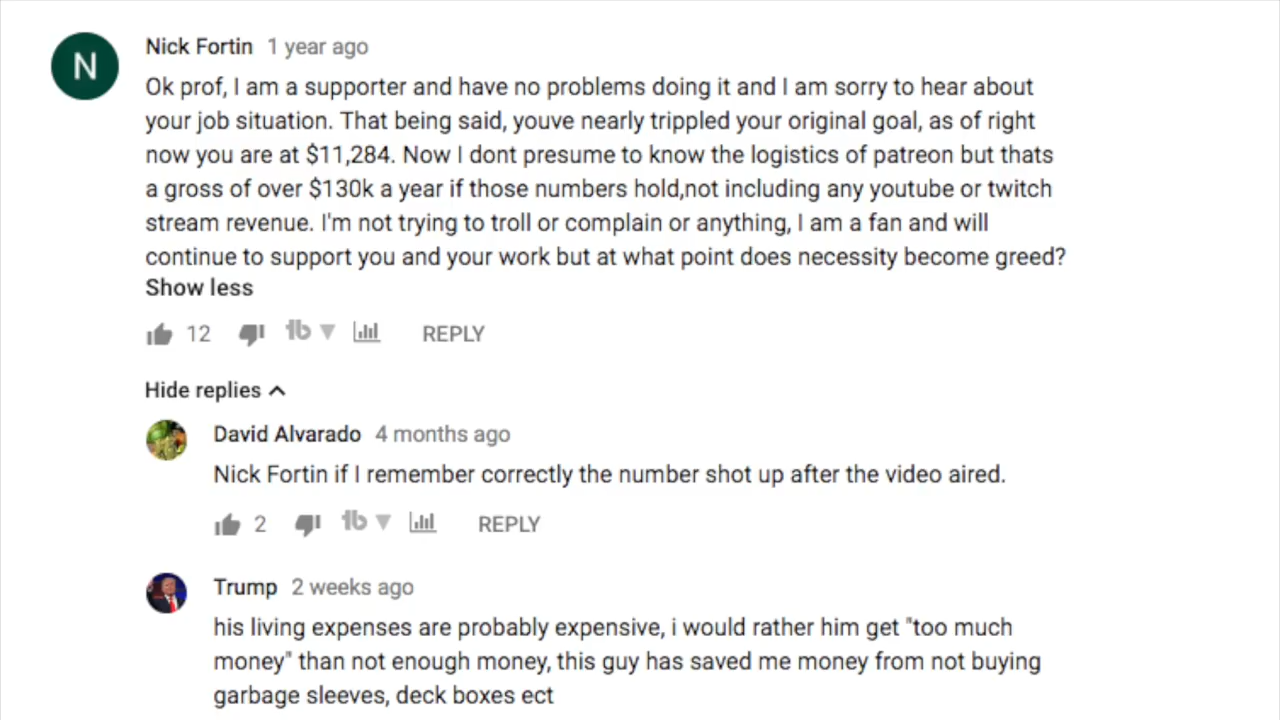 N
Nick Fortin 1 year ago
Ok prof, I am a supporter and have no problems doing it and I am sorry to hear about
your job situation. That being said, youve nearly trippled your original goal, as of right
now you are at $11,284. Now I dont presume to know the logistics of patreon but thats
a gross of over $130k a year if those numbers hold,not including any youtube or twitch
stream revenue. I'm not trying to troll or complain or anything, I am a fan and will
continue to support you and your work but at what point does necessity become greed?
Show less
12 tb REPLY
Hide replies
David Alvarado 4 months ago
Nick Fortin if I remember correctly the number shot up after the video aired.
2 tb REPLY
Trump 2 weeks ago
his living expenses are probably expensive, i would rather him get "too much
money" than not enough money, this guy has saved me money from not buying
garbage sleeves, deck boxes ect